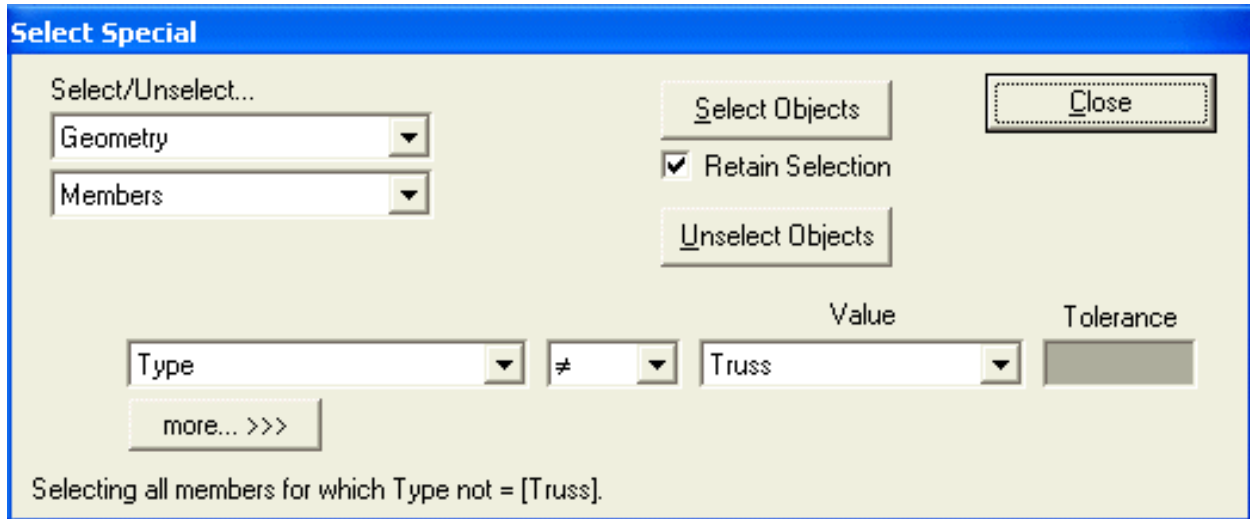 Select Special
Select/Unselect...
Geometry
Members
Select Objects
Retain Selection
Unselect Objects
Close
Value
Tolerance
Type
≠
Truss
more... >>>
Selecting all members for which Type not = [Truss].